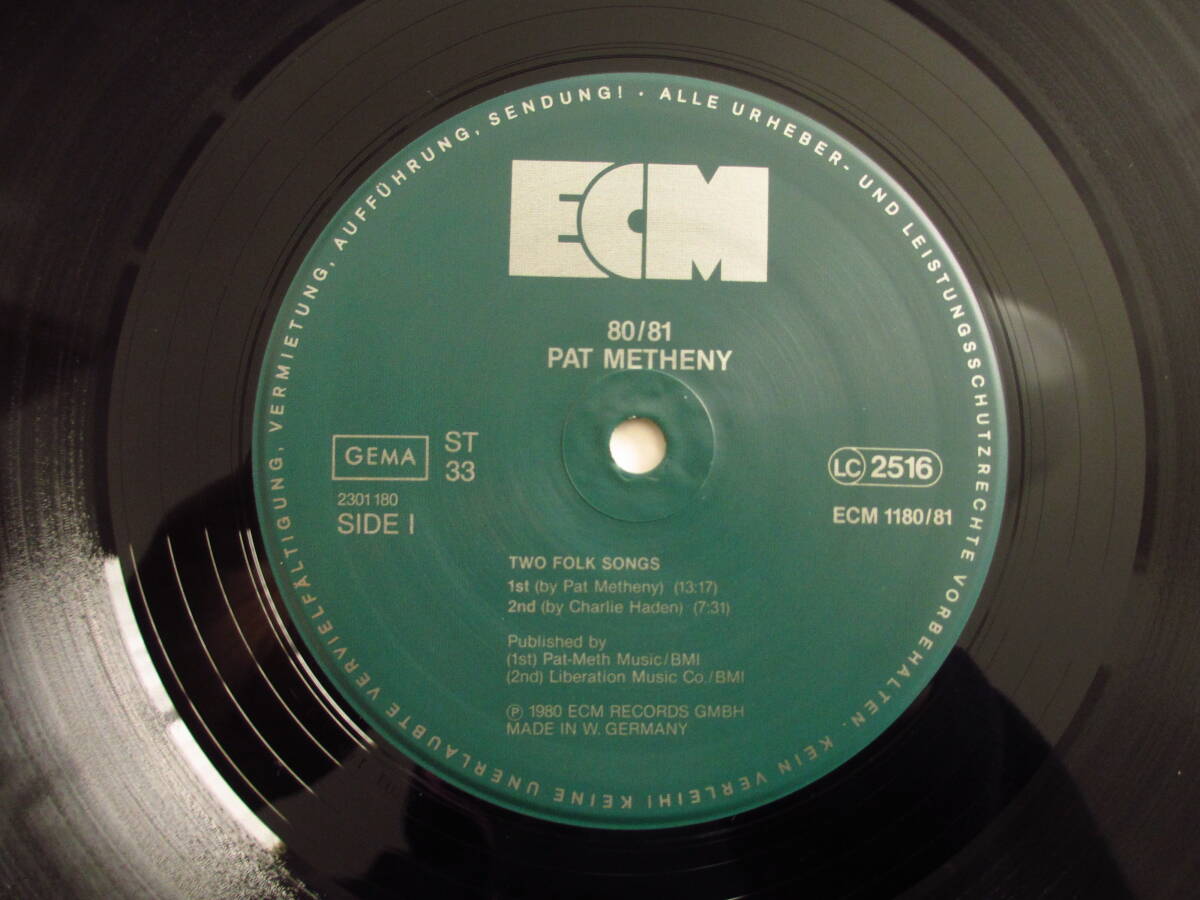 ALLE URHEBER- UND LEISTUNGSSCHUTZRECHTE VORBEHALTEN. KEIN VERLEIH! KEINE UNERLAUBTE VERVIELFÄLTIGUNG, VERMIETUNG, AUFFÜHRUNG, SENDUNG! ·
ECM
80/81
PAT METHENY
GEMA
ST
33
2301 180
SIDE I
LC 2516
ECM 1180/81
TWO FOLK SONGS
1st (by Pat Metheny) (13:17)
2nd (by Charlie Haden) (7:31)
Published by
(1st) Pat-Meth Music/BMI
(2nd) Liberation Music Co./BMI
Ⓟ 1980 ECM RECORDS GMBH
MADE IN W. GERMANY